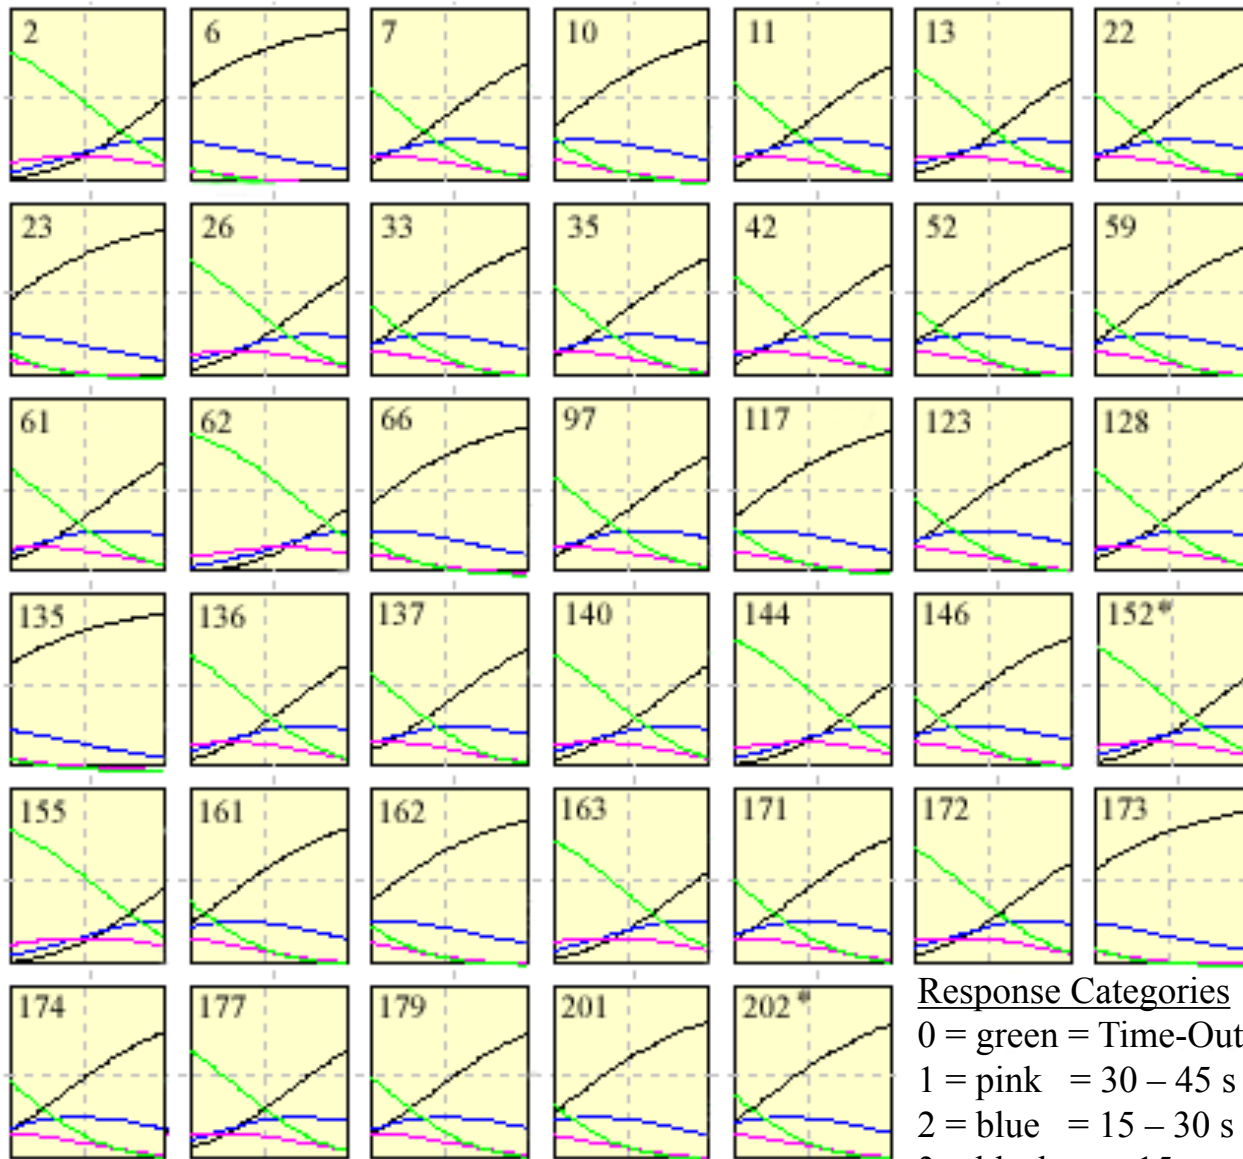 2 6 7 10 11 13 22
23 26 33 35 42 52 59
61 62 66 97 117 123 128
135 136 137 140 144 146 152*
155 161 162 163 171 172 173
174 177 179 201 202*
Response Categories
0 = green = Time-Out
1 = pink = 30 – 45 s
2 = blue = 15 – 30 s